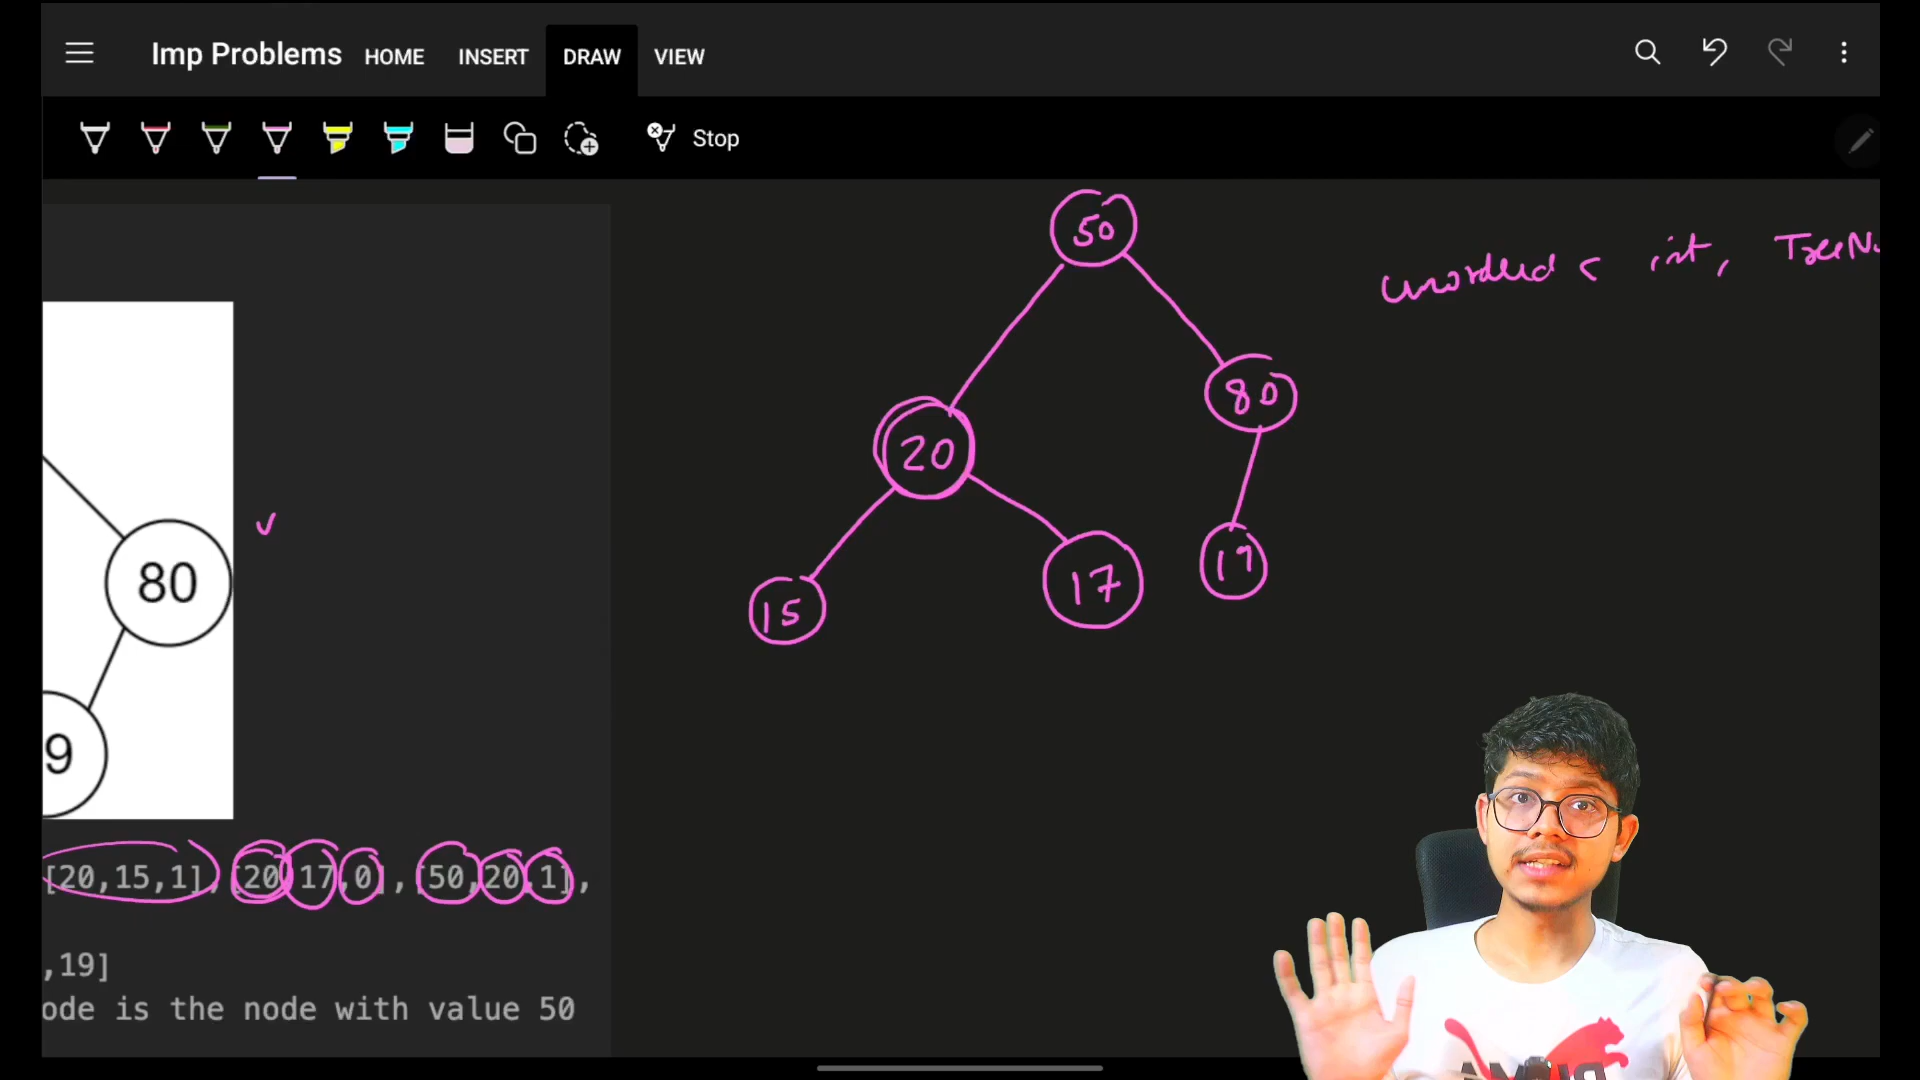 Imp Problems HOME INSERT DRAW VIEW
Stop
50
20
80
15
17
19
unordered < int, TreeN
80
9
[20,15,1], [20,17,0], [50,20,1],
,19]
ode is the node with value 50